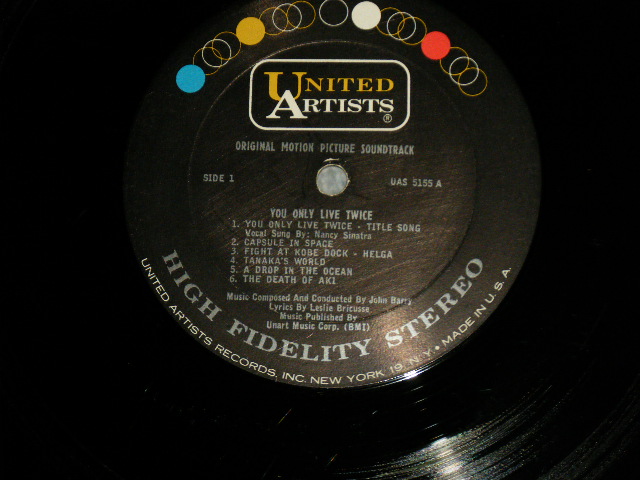 UNITED
ARTISTS
®
ORIGINAL MOTION PICTURE SOUNDTRACK
SIDE 1
UAS 5155 A
YOU ONLY LIVE TWICE
1. YOU ONLY LIVE TWICE - TITLE SONG
Vocal Sung By: Nancy Sinatra
2. CAPSULE IN SPACE
3. FIGHT AT KOBE DOCK - HELGA
4. TANAKA'S WORLD
5. A DROP IN THE OCEAN
6. THE DEATH OF AKI
Music Composed And Conducted By John Barry
Lyrics By Leslie Bricusse
Music Published By
Unart Music Corp. (BMI)
HIGH FIDELITY STEREO
UNITED ARTISTS RECORDS, INC. NEW YORK 19, N.Y. • MADE IN U.S.A.